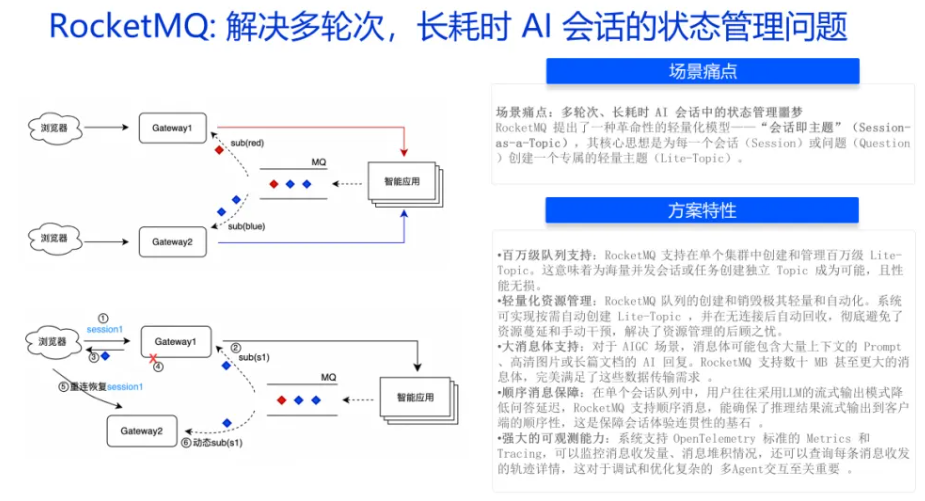 RocketMQ: 解决多轮次，长耗时 AI 会话的状态管理问题
浏览器
Gateway1
sub(red)
MQ
智能应用
sub(blue)
浏览器
Gateway2
①
session1
浏览器
Gateway1
②
sub(s1)
③
④
MQ
⑤重连恢复session1
智能应用
Gateway2
⑥动态sub(s1)
场景痛点
场景痛点：多轮次、长耗时 AI 会话中的状态管理噩梦
RocketMQ 提出了一种革命性的轻量化模型——“会话即主题”（Session-
as-a-Topic），其核心思想是为每一个会话（Session）或问题（Question
）创建一个专属的轻量主题（Lite-Topic）。
方案特性
•百万级队列支持：RocketMQ 支持在单个集群中创建和管理百万级 Lite-
Topic。这意味着为海量并发会话或任务创建独立 Topic 成为可能，且性
能无损。
•轻量化资源管理：RocketMQ 队列的创建和销毁极其轻量和自动化。系统
可实现按需自动创建 Lite-Topic ，并在无连接后自动回收，彻底避免了
资源蔓延和手动干预，解决了资源管理的后顾之忧。
•大消息体支持：对于 AIGC 场景，消息体可能包含大量上下文的 Prompt
、高清图片或长篇文档的 AI 回复。RocketMQ 支持数十 MB 甚至更大的消
息体，完美满足了这些数据传输需求 。
•顺序消息保障：在单个会话队列中，用户往往采用LLM的流式输出模式降
低问答延迟，RocketMQ 支持顺序消息，能确保了推理结果流式输出到客户
端的顺序性，这是保障会话体验连贯性的基石 。
•强大的可观测能力：系统支持 OpenTelemetry 标准的 Metrics 和
Tracing，可以监控消息收发量、消息堆积情况，还可以查询每条消息收发
的轨迹详情，这对于调试和优化复杂的 多Agent交互至关重要 。